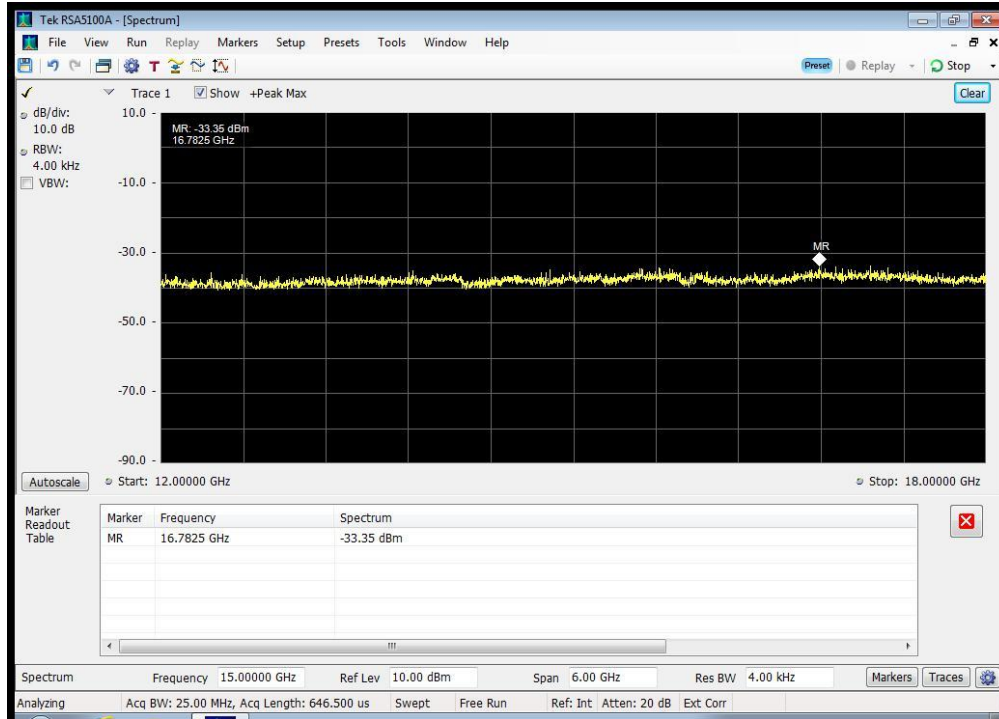 Tek RSA5100A - [Spectrum]
File View Run Replay Markers Setup Presets Tools Window Help
T Preset Replay Stop
Trace 1 Show +Peak Max Clear
dB/div: 10.0 dB
RBW: 4.00 kHz
VBW:
10.0
-10.0
-30.0
-50.0
-70.0
-90.0
MR: -33.35 dBm
16.7825 GHz
MR
Autoscale Start: 12.00000 GHz Stop: 18.00000 GHz
Marker Readout Table
Marker Frequency Spectrum
MR 16.7825 GHz -33.35 dBm
Spectrum Frequency 15.00000 GHz Ref Lev 10.00 dBm Span 6.00 GHz Res BW 4.00 kHz Markers Traces
Analyzing Acq BW: 25.00 MHz, Acq Length: 646.500 us Swept Free Run Ref: Int Atten: 20 dB Ext Corr